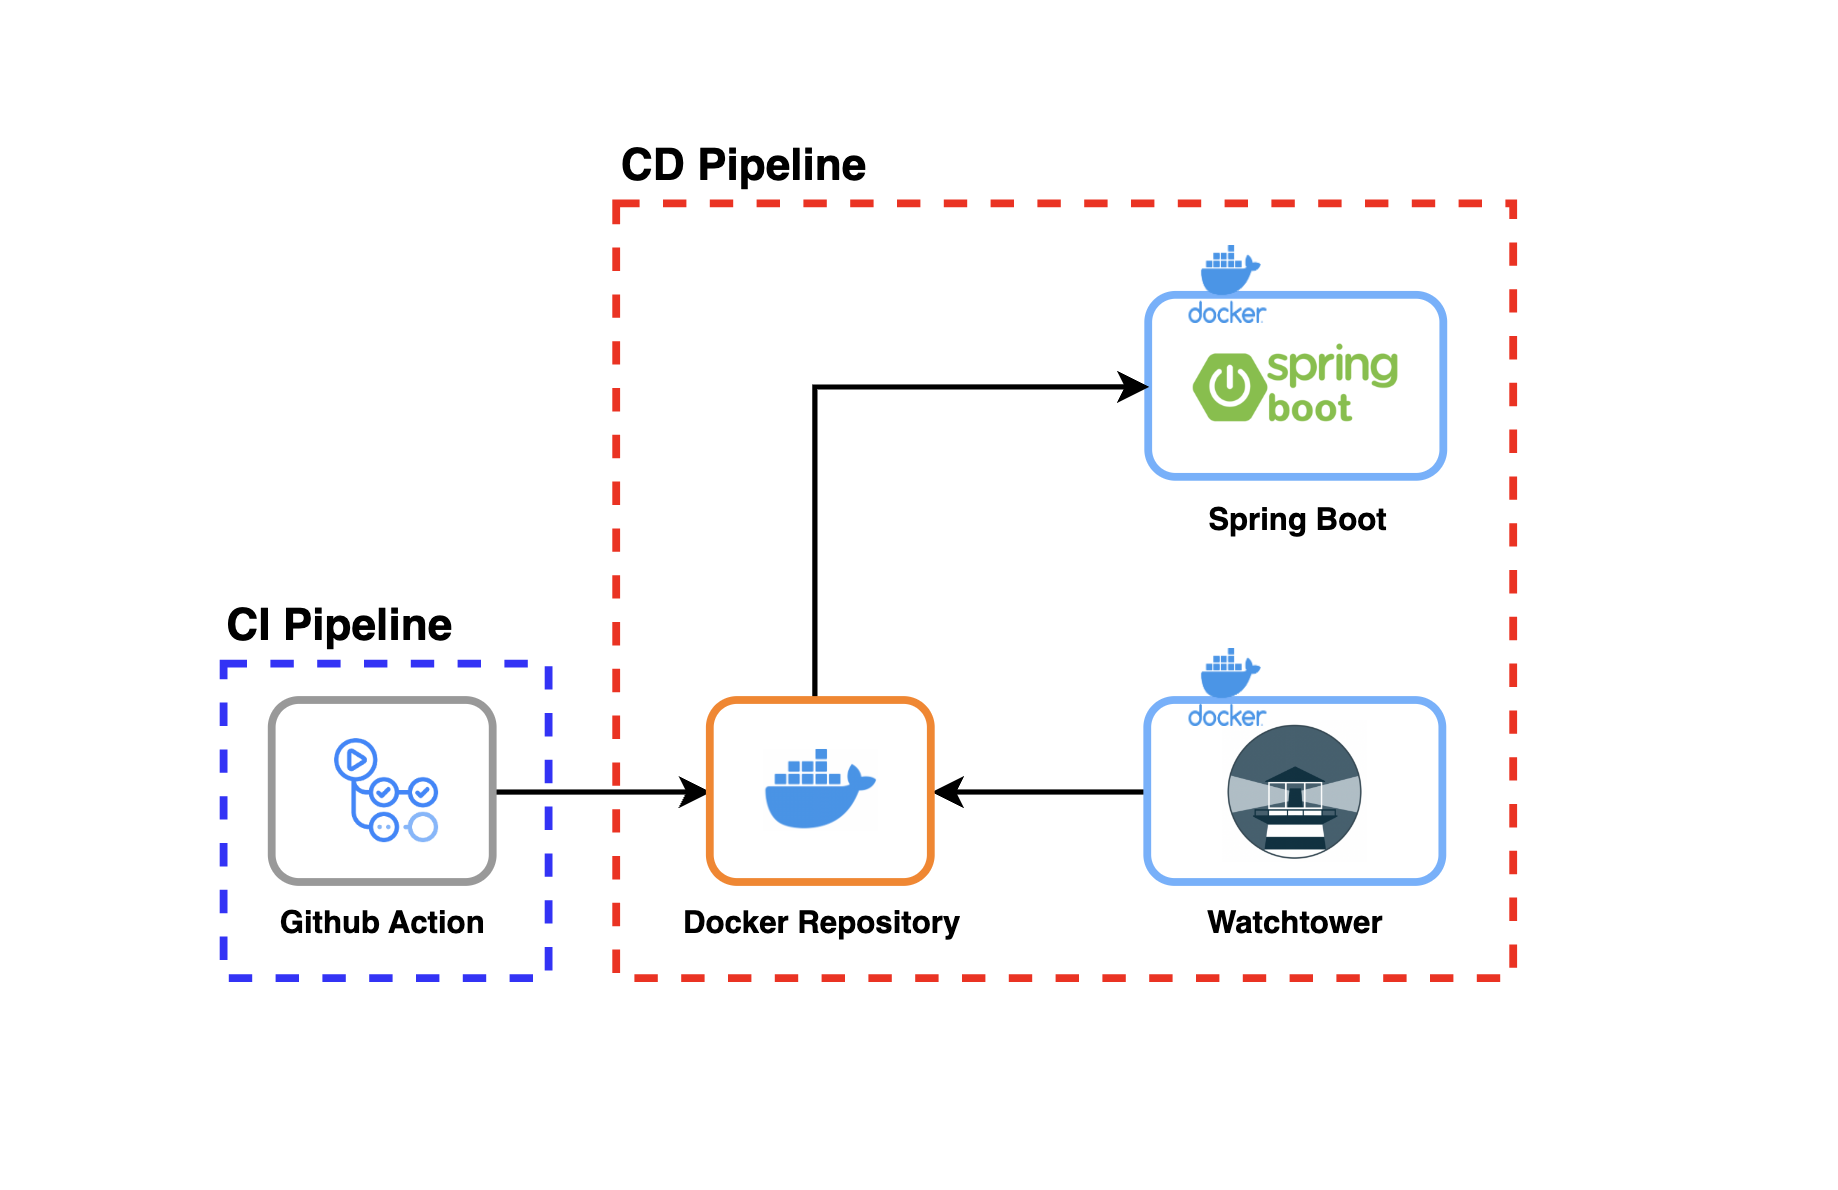 CD Pipeline
docker
spring
boot
Spring Boot
CI Pipeline
docker
Github Action
Docker Repository
Watchtower